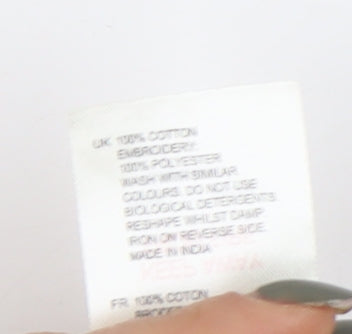 UK 100% COTTON
EMBROIDERY:
100% POLYESTER
WASH WITH SIMILAR
COLOURS. DO NOT USE
BIOLOGICAL DETERGENTS.
RESHAPE WHILST DAMP.
IRON ON REVERSE SIDE.
MADE IN INDIA
FR 100% COTON